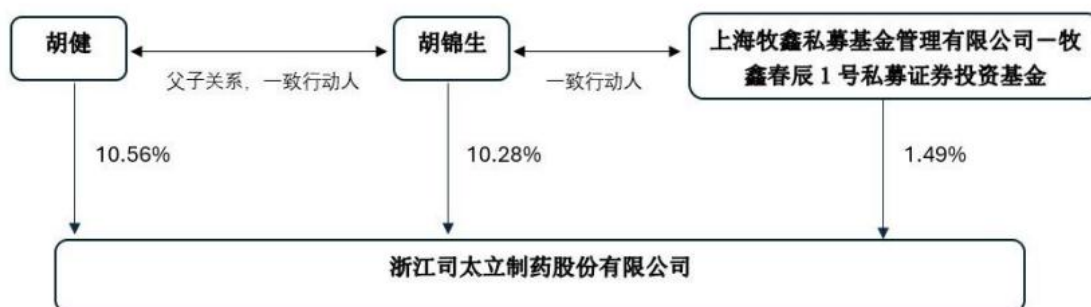 胡健
胡锦生
上海牧鑫私募基金管理有限公司－牧
鑫春辰 1 号私募证券投资基金
父子关系，一致行动人
一致行动人
10.56%
10.28%
1.49%
浙江司太立制药股份有限公司